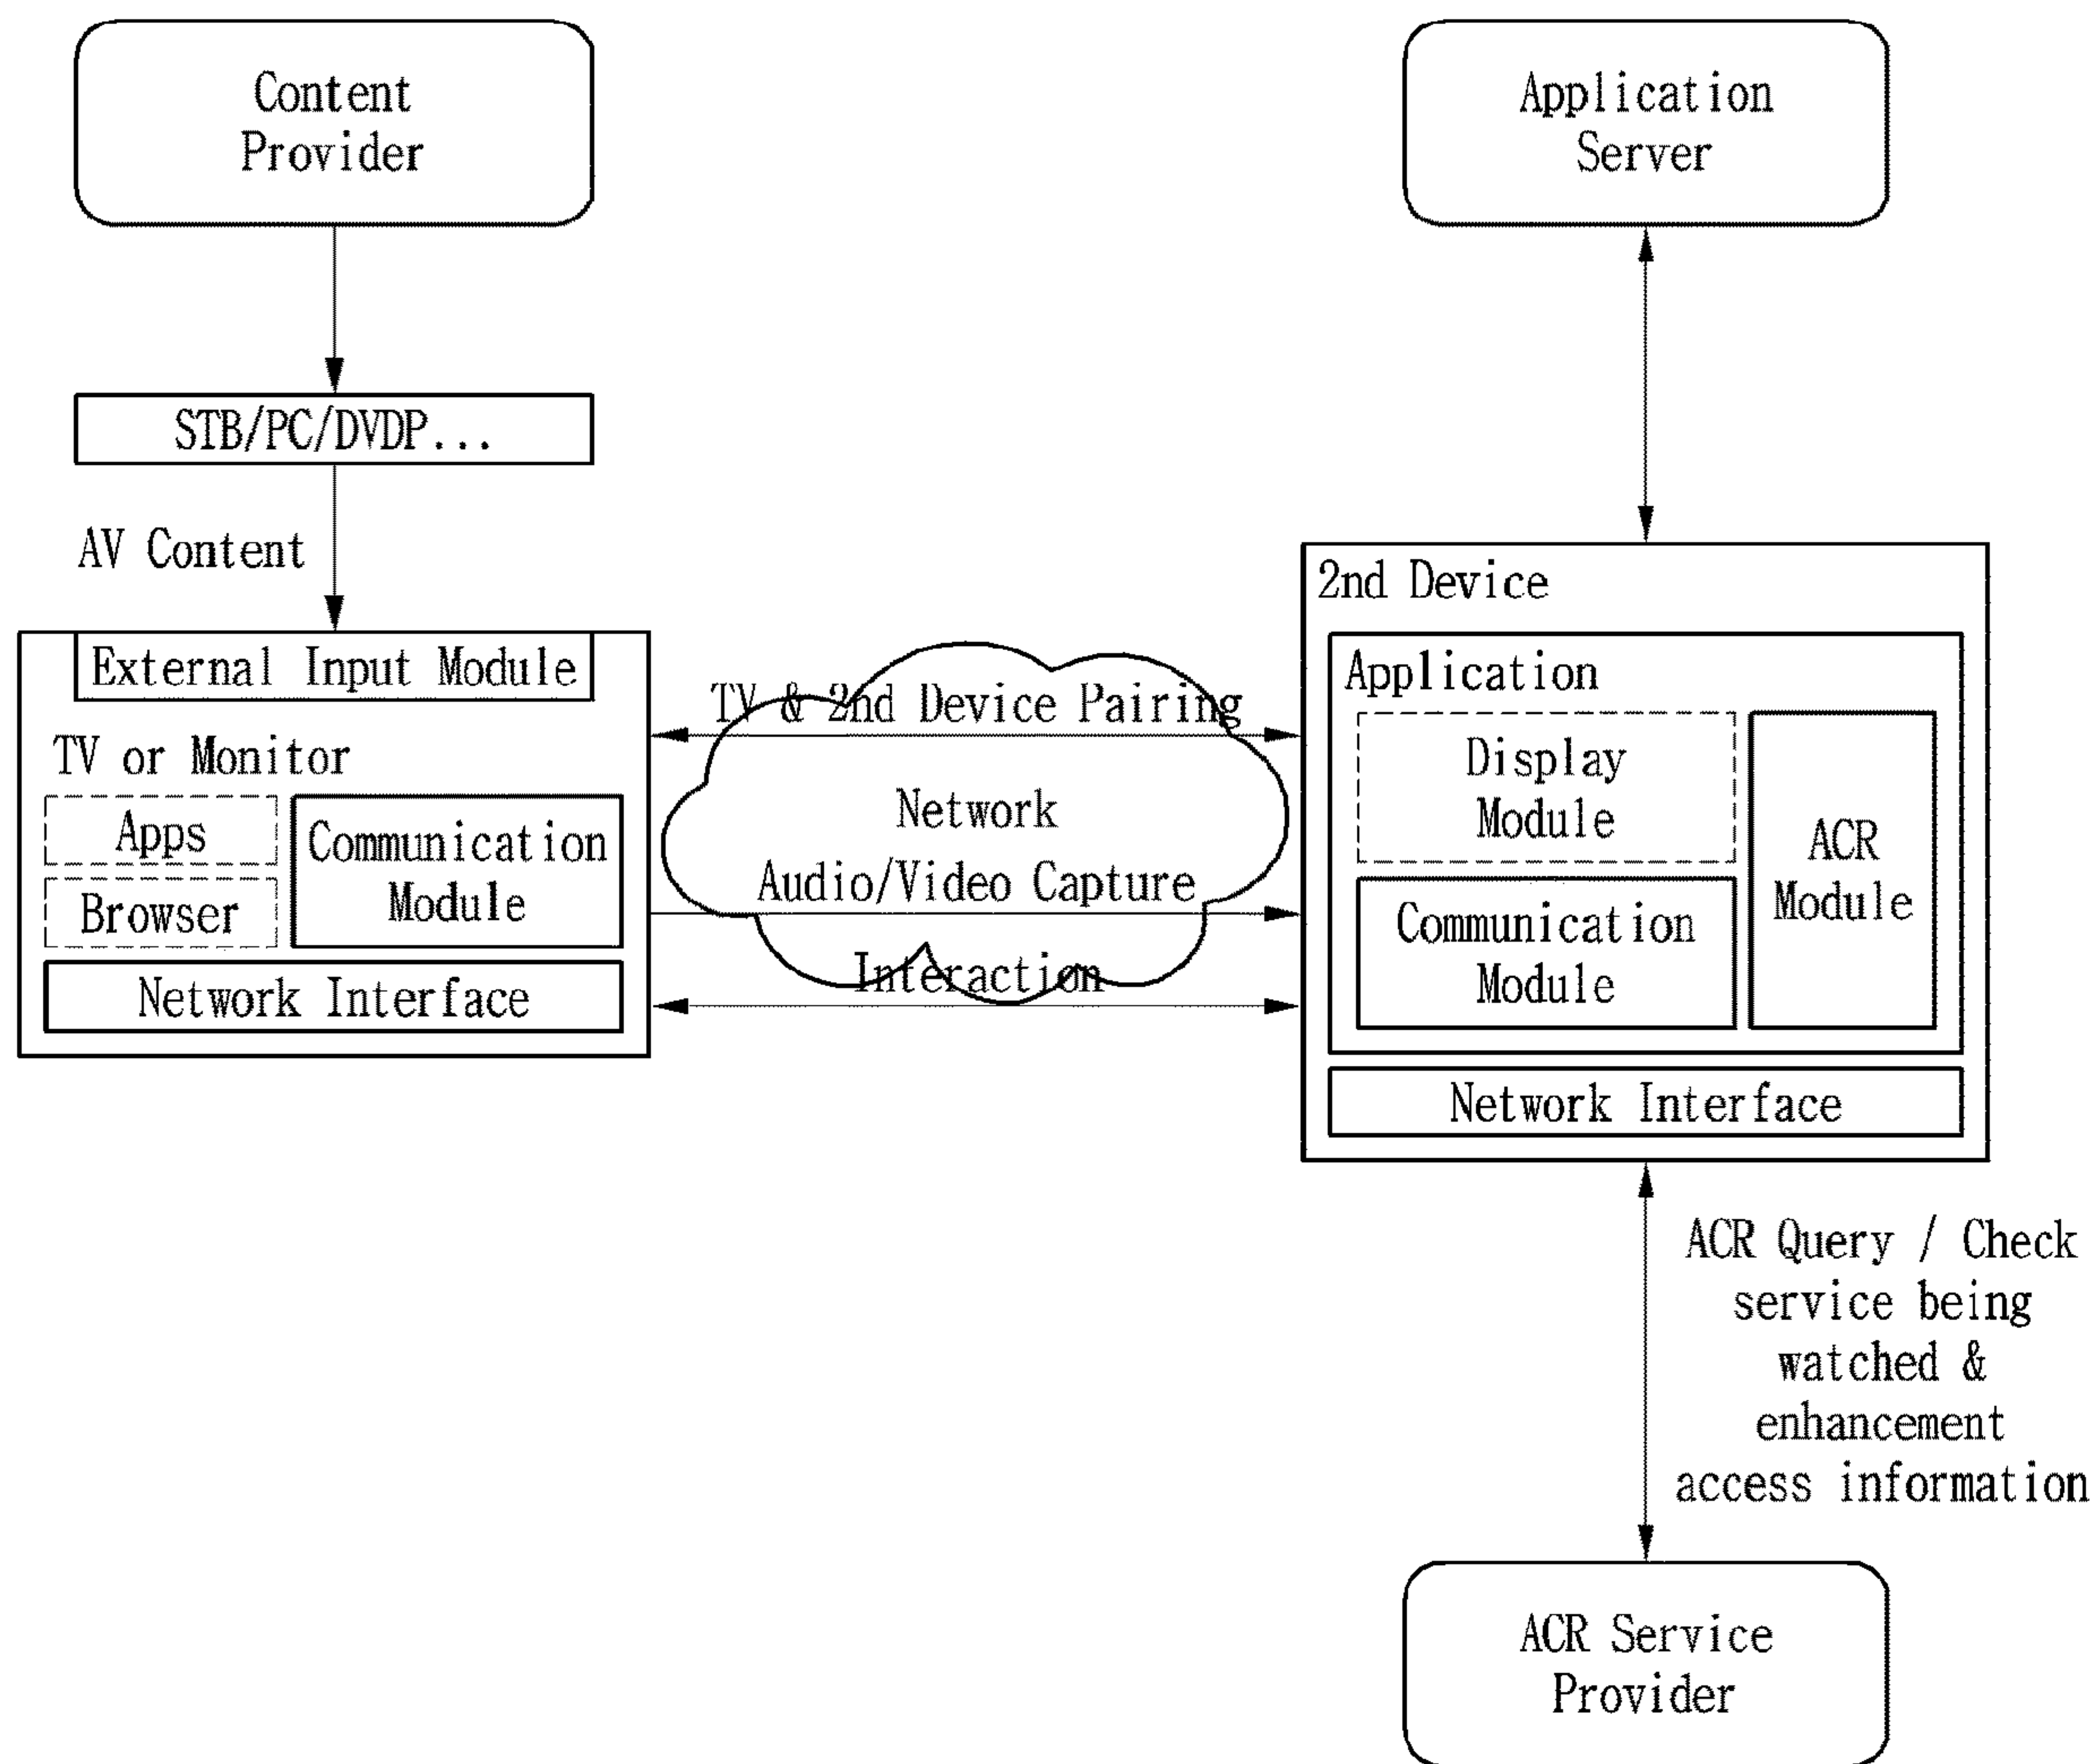 Content
Provider
Application
Server
STB/PC/DVDP...
AV Content
External Input Module
TV or Monitor
Apps
Browser
Communication
Module
Network Interface
TV & 2nd Device Pairing
Network
Audio/Video Capture
Interaction
2nd Device
Application
Display
Module
Communication
Module
ACR
Module
Network Interface
ACR Query / Check
service being
watched &
enhancement
access information
ACR Service
Provider